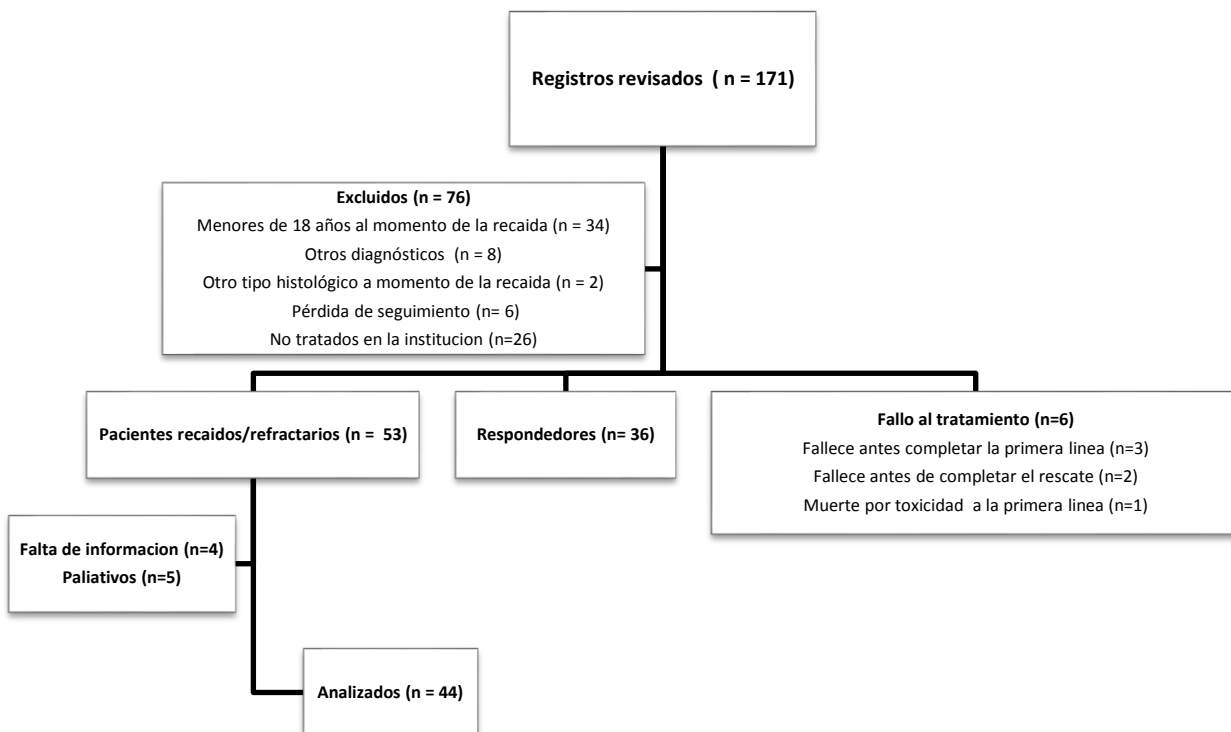 Registros revisados ( n = 171)
Excluidos (n = 76)
Menores de 18 años al momento de la recaida (n = 34)
Otros diagnósticos (n = 8)
Otro tipo histológico a momento de la recaida (n = 2)
Pérdida de seguimiento (n= 6)
No tratados en la institucion (n=26)
Pacientes recaidos/refractarios (n = 53)
Respondedores (n= 36)
Fallo al tratamiento (n=6)
Fallece antes completar la primera linea (n=3)
Fallece antes de completar el rescate (n=2)
Muerte por toxicidad a la primera linea (n=1)
Falta de informacion (n=4)
Paliativos (n=5)
Analizados (n = 44)